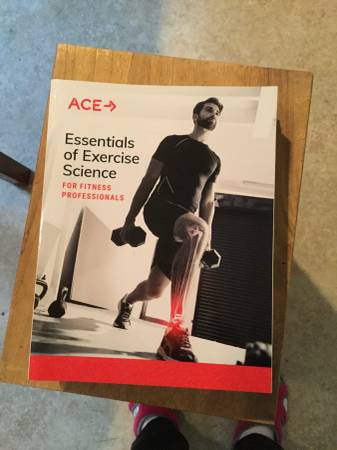 ACE
Essentials
of Exercise
Science
FOR FITNESS
PROFESSIONALS